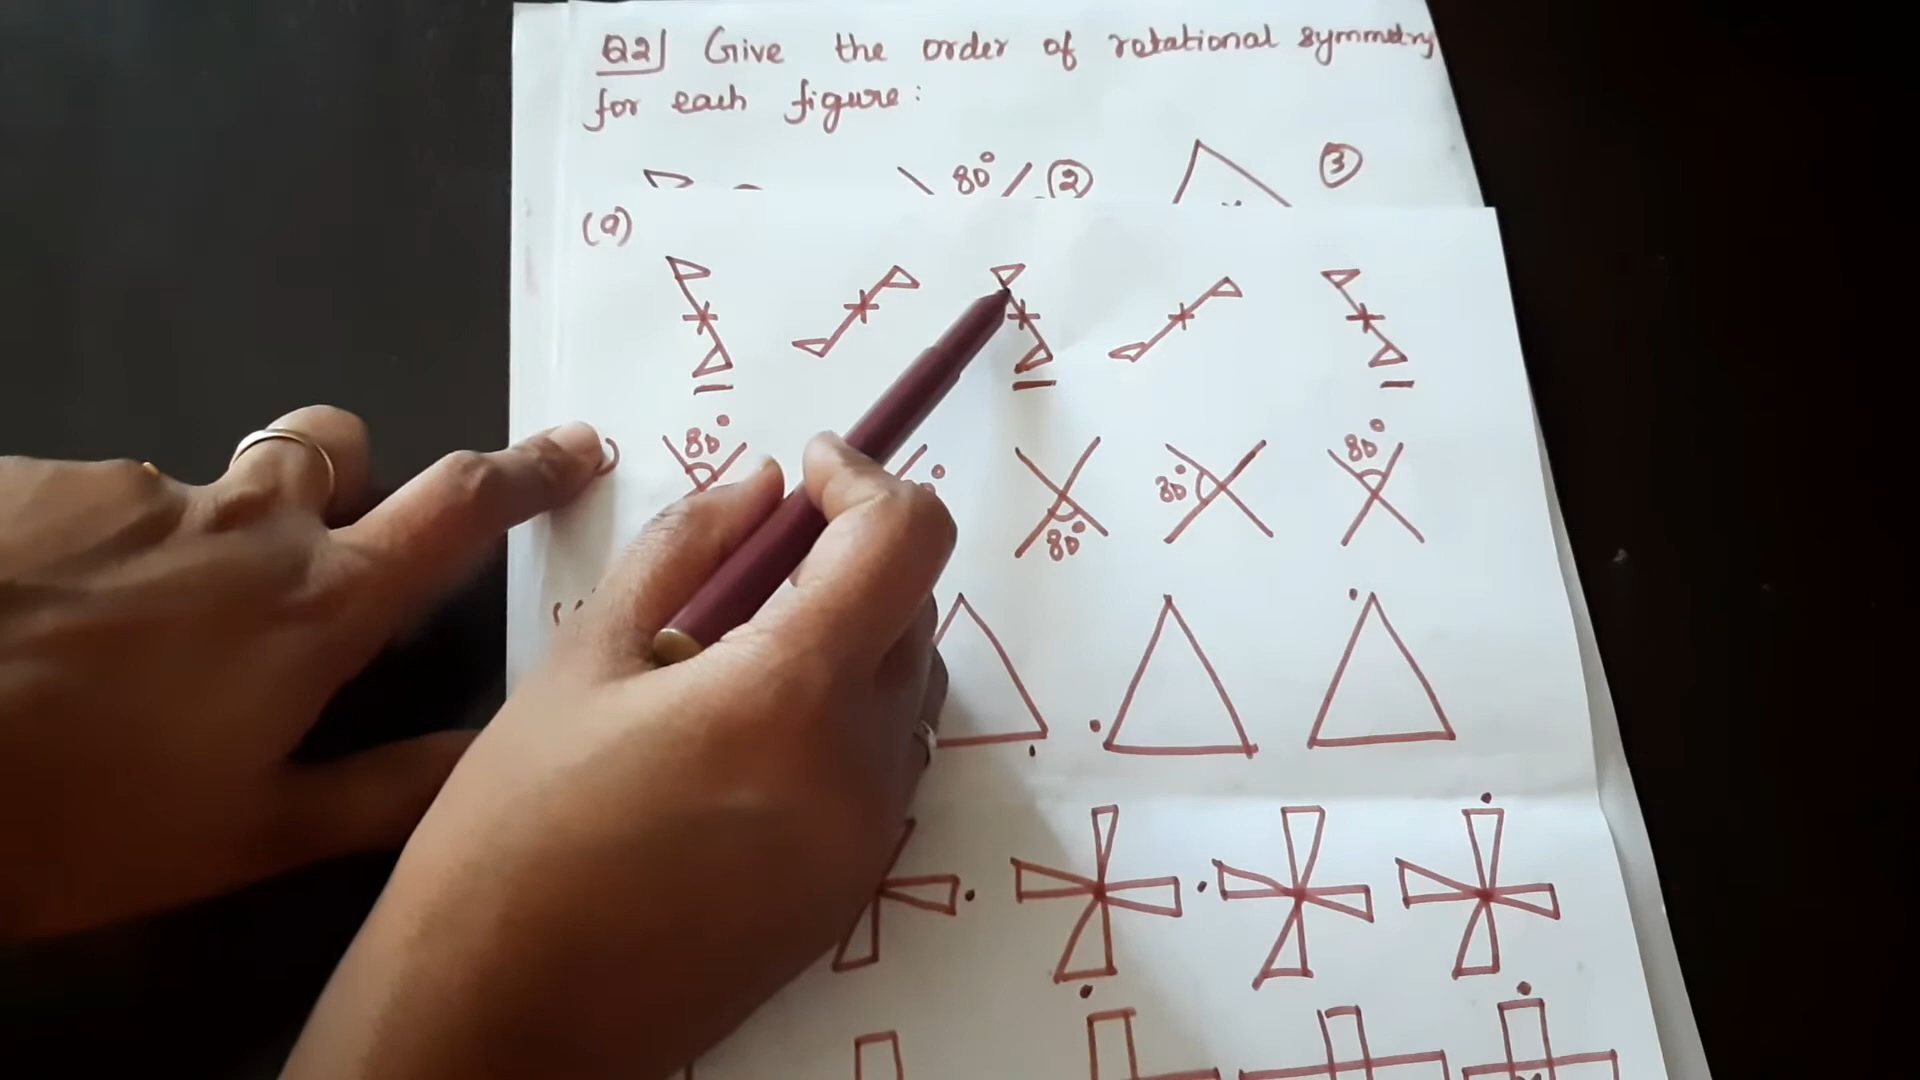 Q2] Give the order of rotational symmetry
for each figure:
80° ② ③
(a)
80° 80° 80° 80°